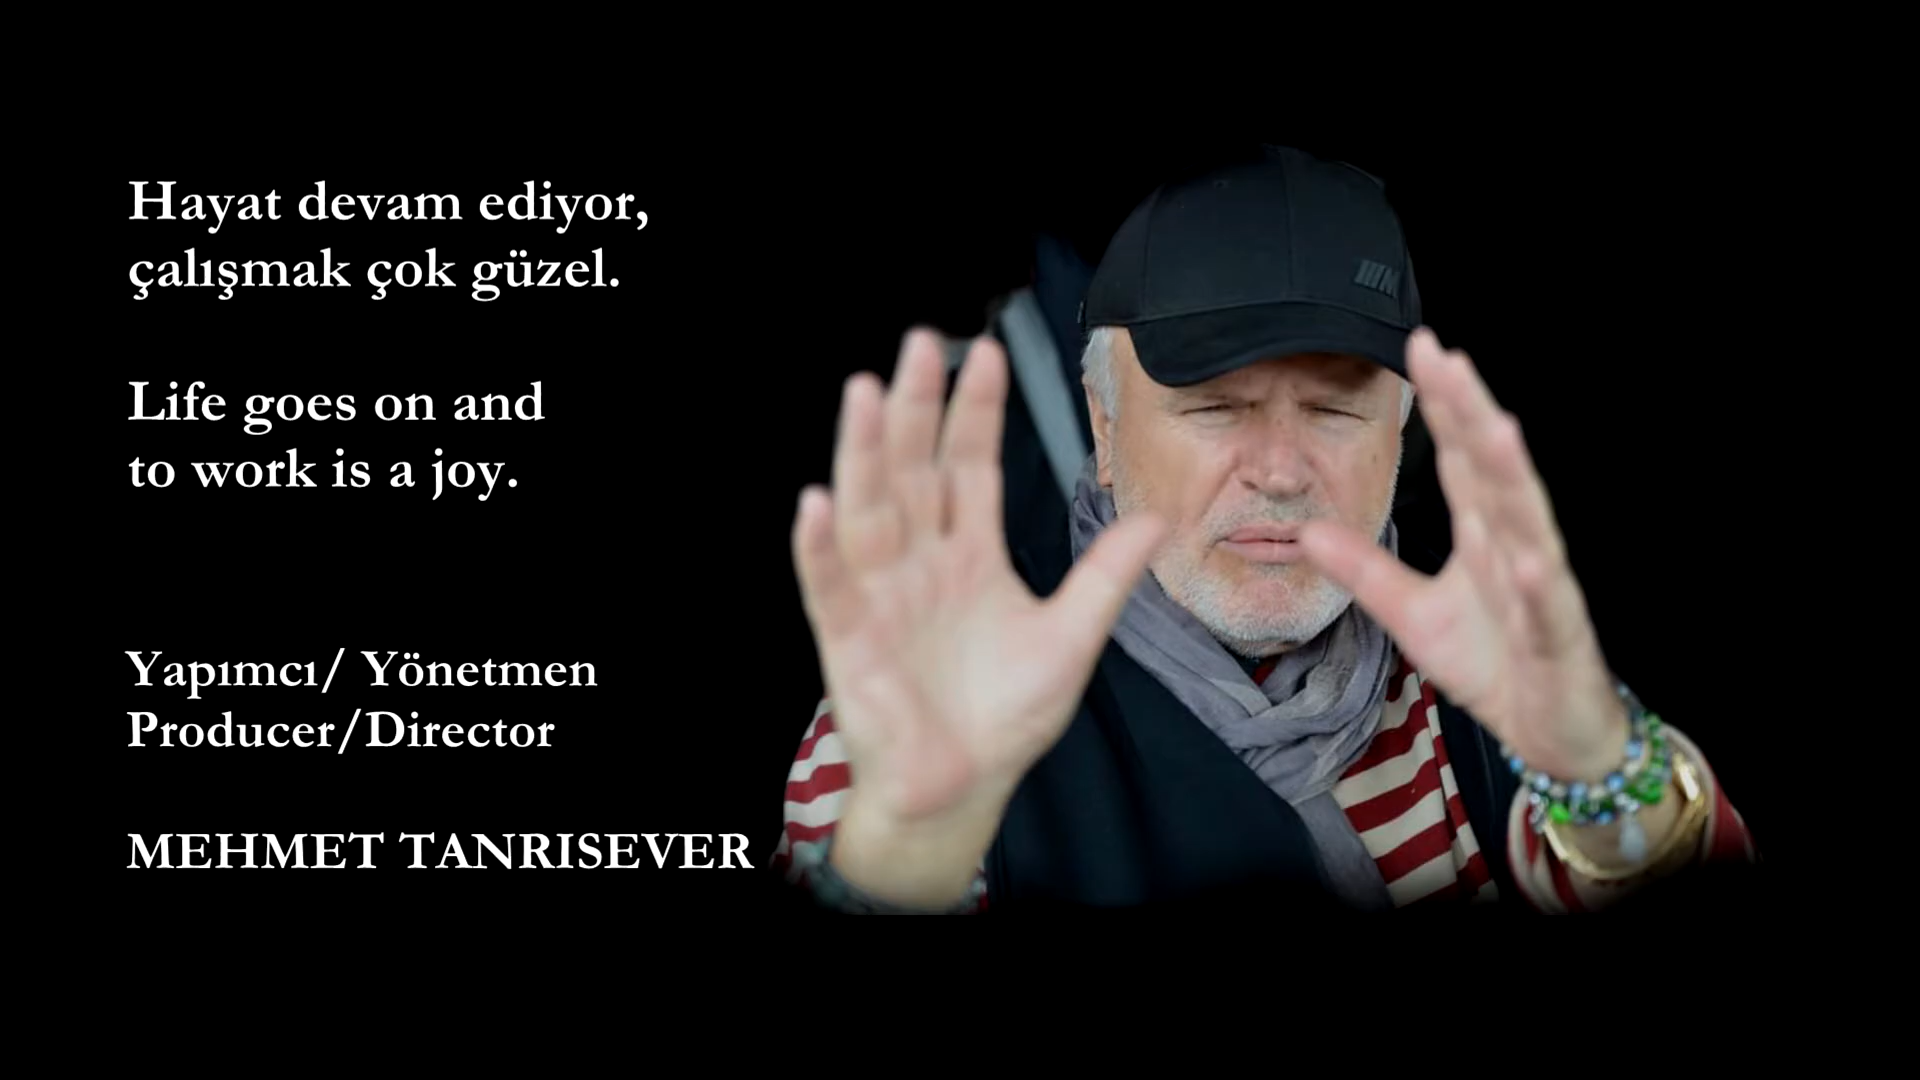 Hayat devam ediyor,
çalışmak çok güzel.
Life goes on and
to work is a joy.
Yapımcı/ Yönetmen
Producer/Director
MEHMET TANRISEVER